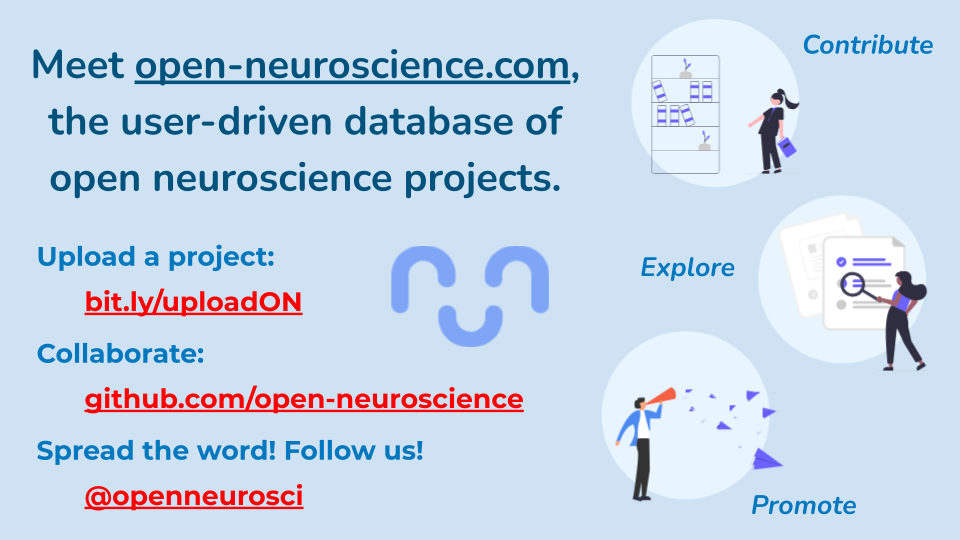 Meet open-neuroscience.com,
the user-driven database of
open neuroscience projects.
Upload a project:
bit.ly/uploadON
Collaborate:
github.com/open-neuroscience
Spread the word! Follow us!
@openneurosci
Contribute
Explore
Promote